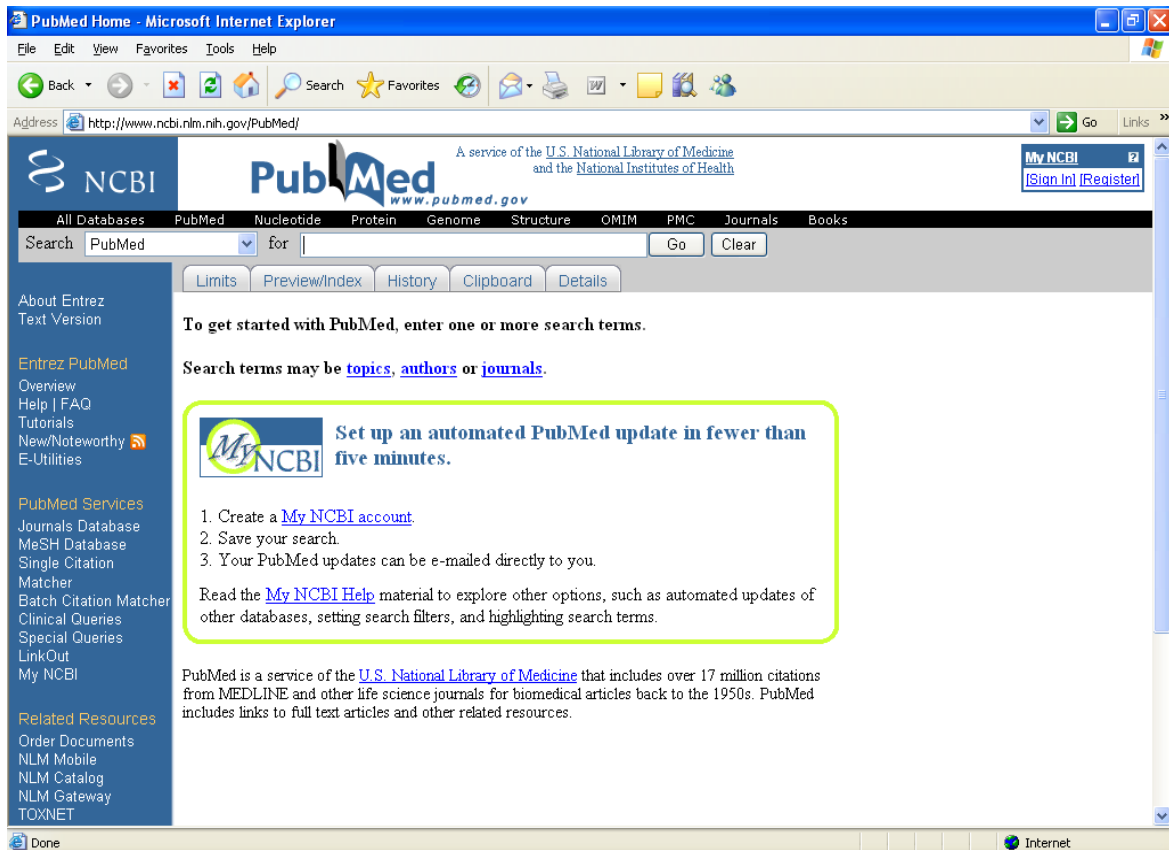 PubMed Home - Microsoft Internet Explorer
File Edit View Favorites Tools Help
Back Search Favorites
Address http://www.ncbi.nlm.nih.gov/PubMed/ Go Links »
NCBI
PubMed
www.pubmed.gov
A service of the U.S. National Library of Medicine
and the National Institutes of Health
My NCBI ?
[Sign In] [Register]
All Databases PubMed Nucleotide Protein Genome Structure OMIM PMC Journals Books
Search PubMed for Go Clear
Limits Preview/Index History Clipboard Details
About Entrez
Text Version
Entrez PubMed
Overview
Help | FAQ
Tutorials
New/Noteworthy
E-Utilities
PubMed Services
Journals Database
MeSH Database
Single Citation
Matcher
Batch Citation Matcher
Clinical Queries
Special Queries
LinkOut
My NCBI
Related Resources
Order Documents
NLM Mobile
NLM Catalog
NLM Gateway
TOXNET
To get started with PubMed, enter one or more search terms.
Search terms may be topics, authors or journals.
My NCBI
Set up an automated PubMed update in fewer than
five minutes.
1. Create a My NCBI account.
2. Save your search.
3. Your PubMed updates can be e-mailed directly to you.
Read the My NCBI Help material to explore other options, such as automated updates of
other databases, setting search filters, and highlighting search terms.
PubMed is a service of the U.S. National Library of Medicine that includes over 17 million citations
from MEDLINE and other life science journals for biomedical articles back to the 1950s. PubMed
includes links to full text articles and other related resources.
Done Internet